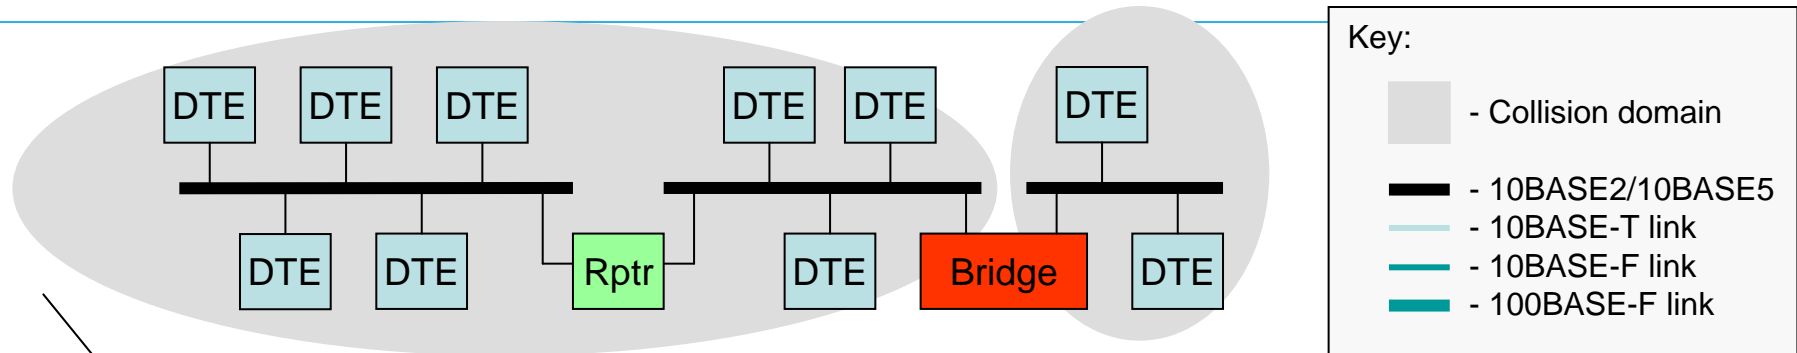 DTE DTE DTE DTE DTE DTE
DTE DTE Rptr DTE Bridge DTE
Key:
- Collision domain
- 10BASE2/10BASE5
- 10BASE-T link
- 10BASE-F link
- 100BASE-F link